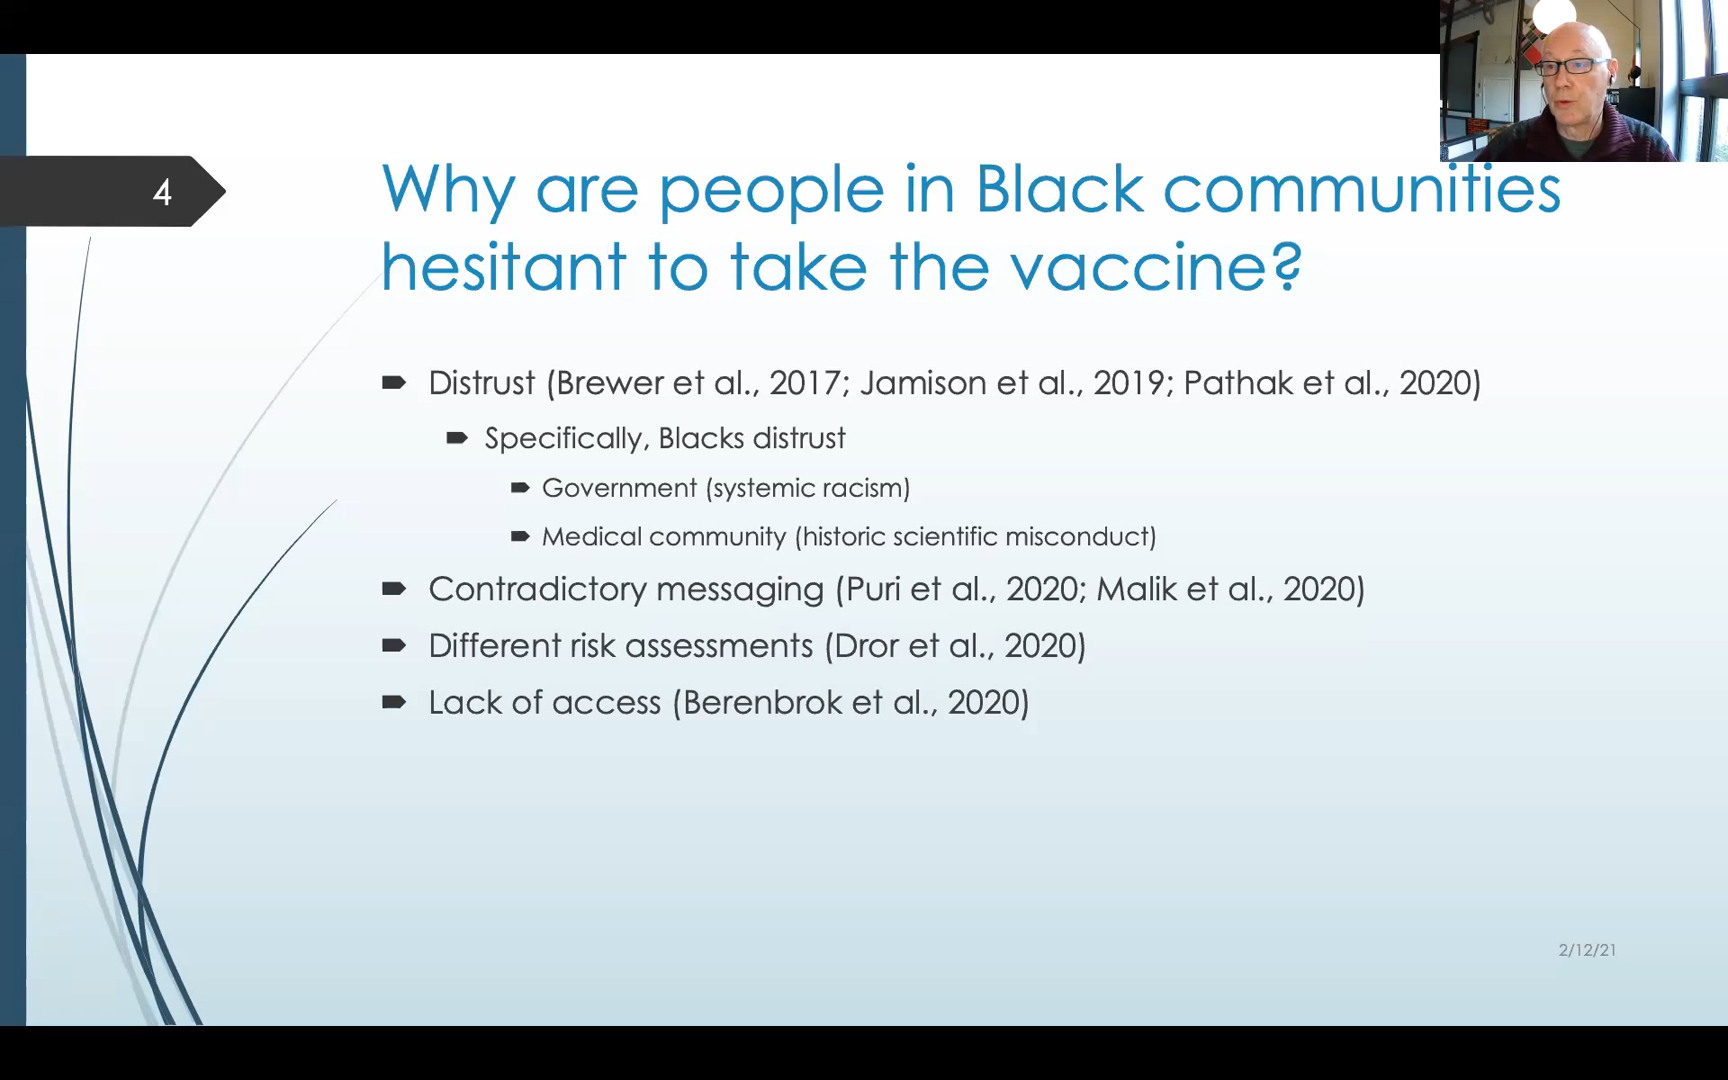 4
Why are people in Black communities
hesitant to take the vaccine?
Distrust (Brewer et al., 2017; Jamison et al., 2019; Pathak et al., 2020)
Specifically, Blacks distrust
Government (systemic racism)
Medical community (historic scientific misconduct)
Contradictory messaging (Puri et al., 2020; Malik et al., 2020)
Different risk assessments (Dror et al., 2020)
Lack of access (Berenbrok et al., 2020)
2/12/21